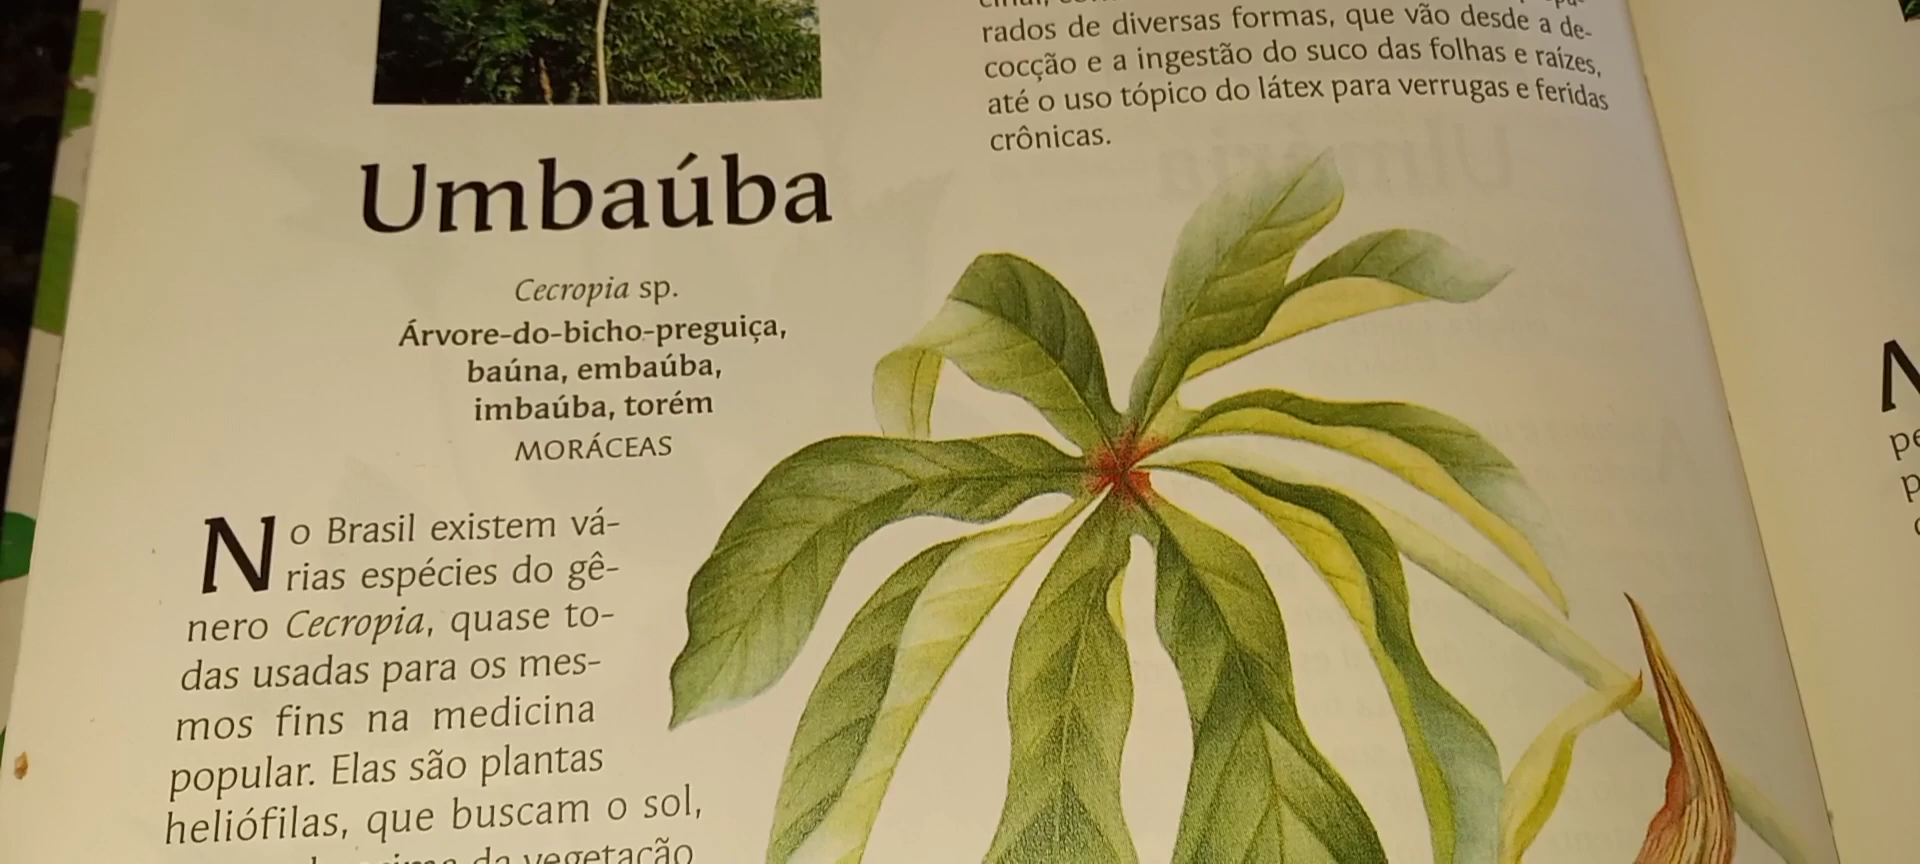 rados de diversas formas, que vão desde a de-
cocção e a ingestão do suco das folhas e raízes,
até o uso tópico do látex para verrugas e feridas
crônicas.
Umbaúba
Cecropia sp.
Árvore-do-bicho-preguiça,
baúna, embaúba,
imbaúba, torém
MORÁCEAS
No Brasil existem vá-
rias espécies do gê-
nero Cecropia, quase to-
das usadas para os mes-
mos fins na medicina
popular. Elas são plantas
heliófilas, que buscam o sol,
da vegetação